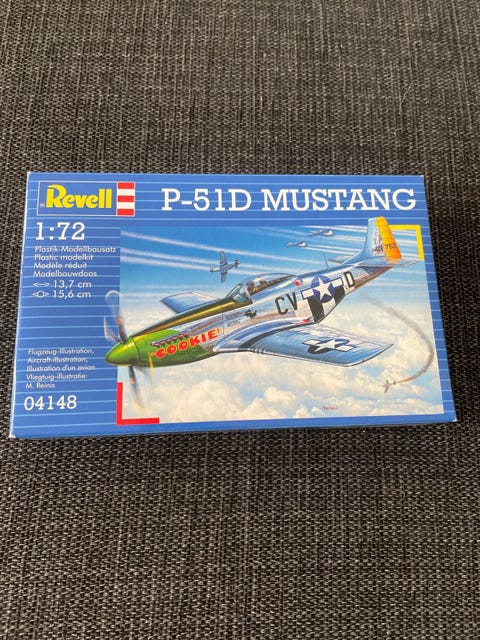 Revell
P-51D MUSTANG
1:72
Plastik-Modellbausatz
Plastic modelkit
Modèle réduit
Modelbouwdoos
13,7 cm
15,6 cm
Flugzeug-Illustration,
Aircraft-illustration,
Illustration d'un avion
Vliegtuig-illustratie:
M. Reinis
04148
COOKIE
CV
D